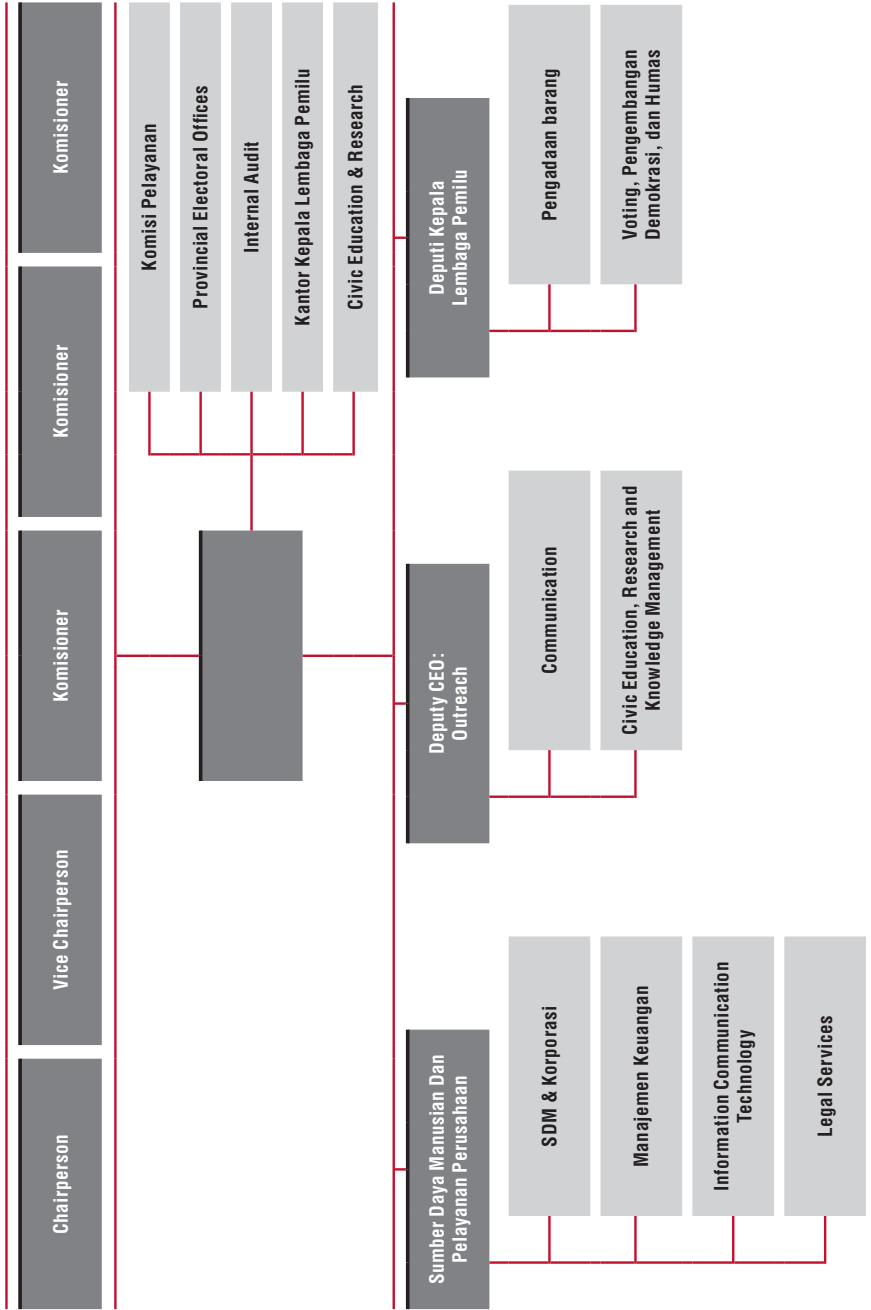 Chairperson
Vice Chairperson
Komisioner
Komisioner
Komisioner
Komisi Pelayanan
Provincial Electoral Offices
Internal Audit
Kantor Kepala Lembaga Pemilu
Civic Education & Research
Sumber Daya Manusian Dan
Pelayanan Perusahaan
SDM & Korporasi
Manajemen Keuangan
Information Communication
Technology
Legal Services
Deputy CEO:
Outreach
Communication
Civic Education, Research and
Knowledge Management
Deputi Kepala
Lembaga Pemilu
Pengadaan barang
Voting, Pengembangan
Demokrasi, dan Humas